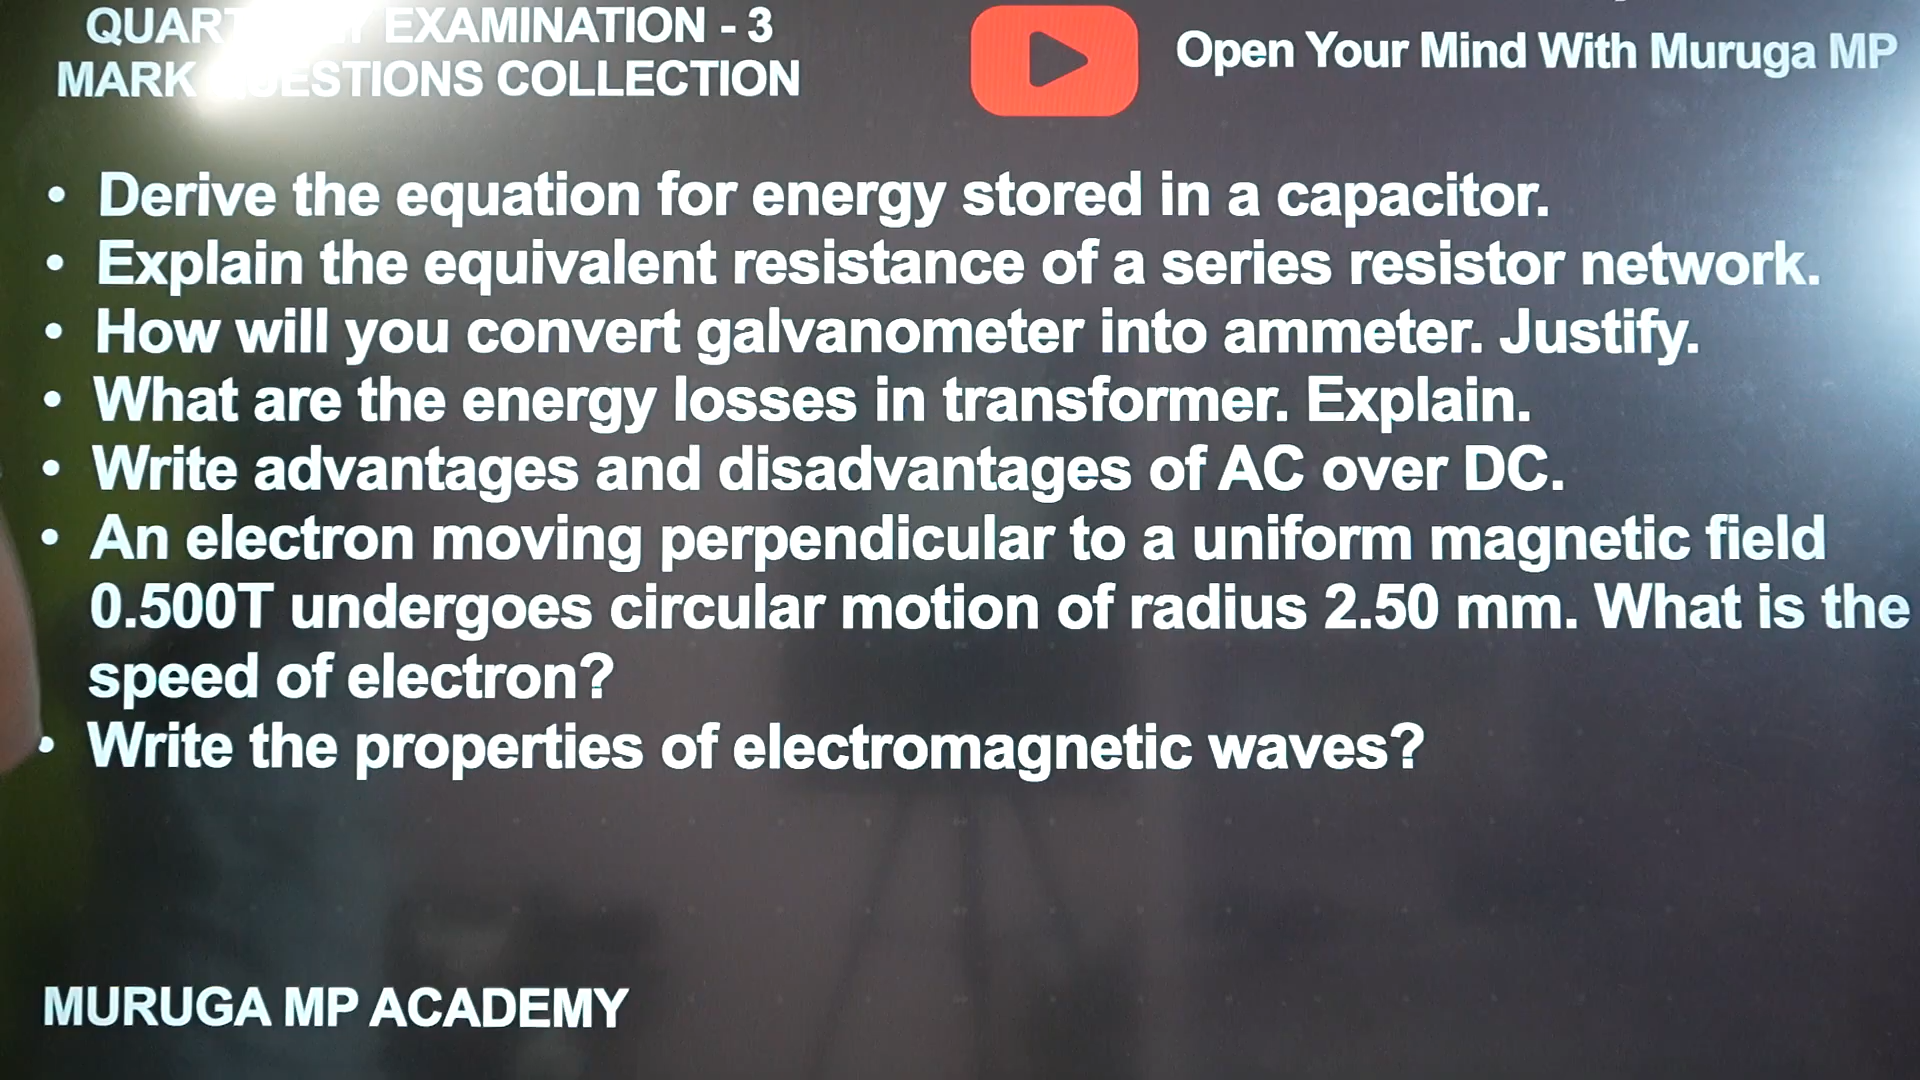 EXAMINATION - 3
MARK QUESTIONS COLLECTION
Open Your Mind With Muruga MP
• Derive the equation for energy stored in a capacitor.
• Explain the equivalent resistance of a series resistor network.
• How will you convert galvanometer into ammeter. Justify.
• What are the energy losses in transformer. Explain.
• Write advantages and disadvantages of AC over DC.
• An electron moving perpendicular to a uniform magnetic field
0.500T undergoes circular motion of radius 2.50 mm. What is the
speed of electron?
• Write the properties of electromagnetic waves?
MURUGA MP ACADEMY